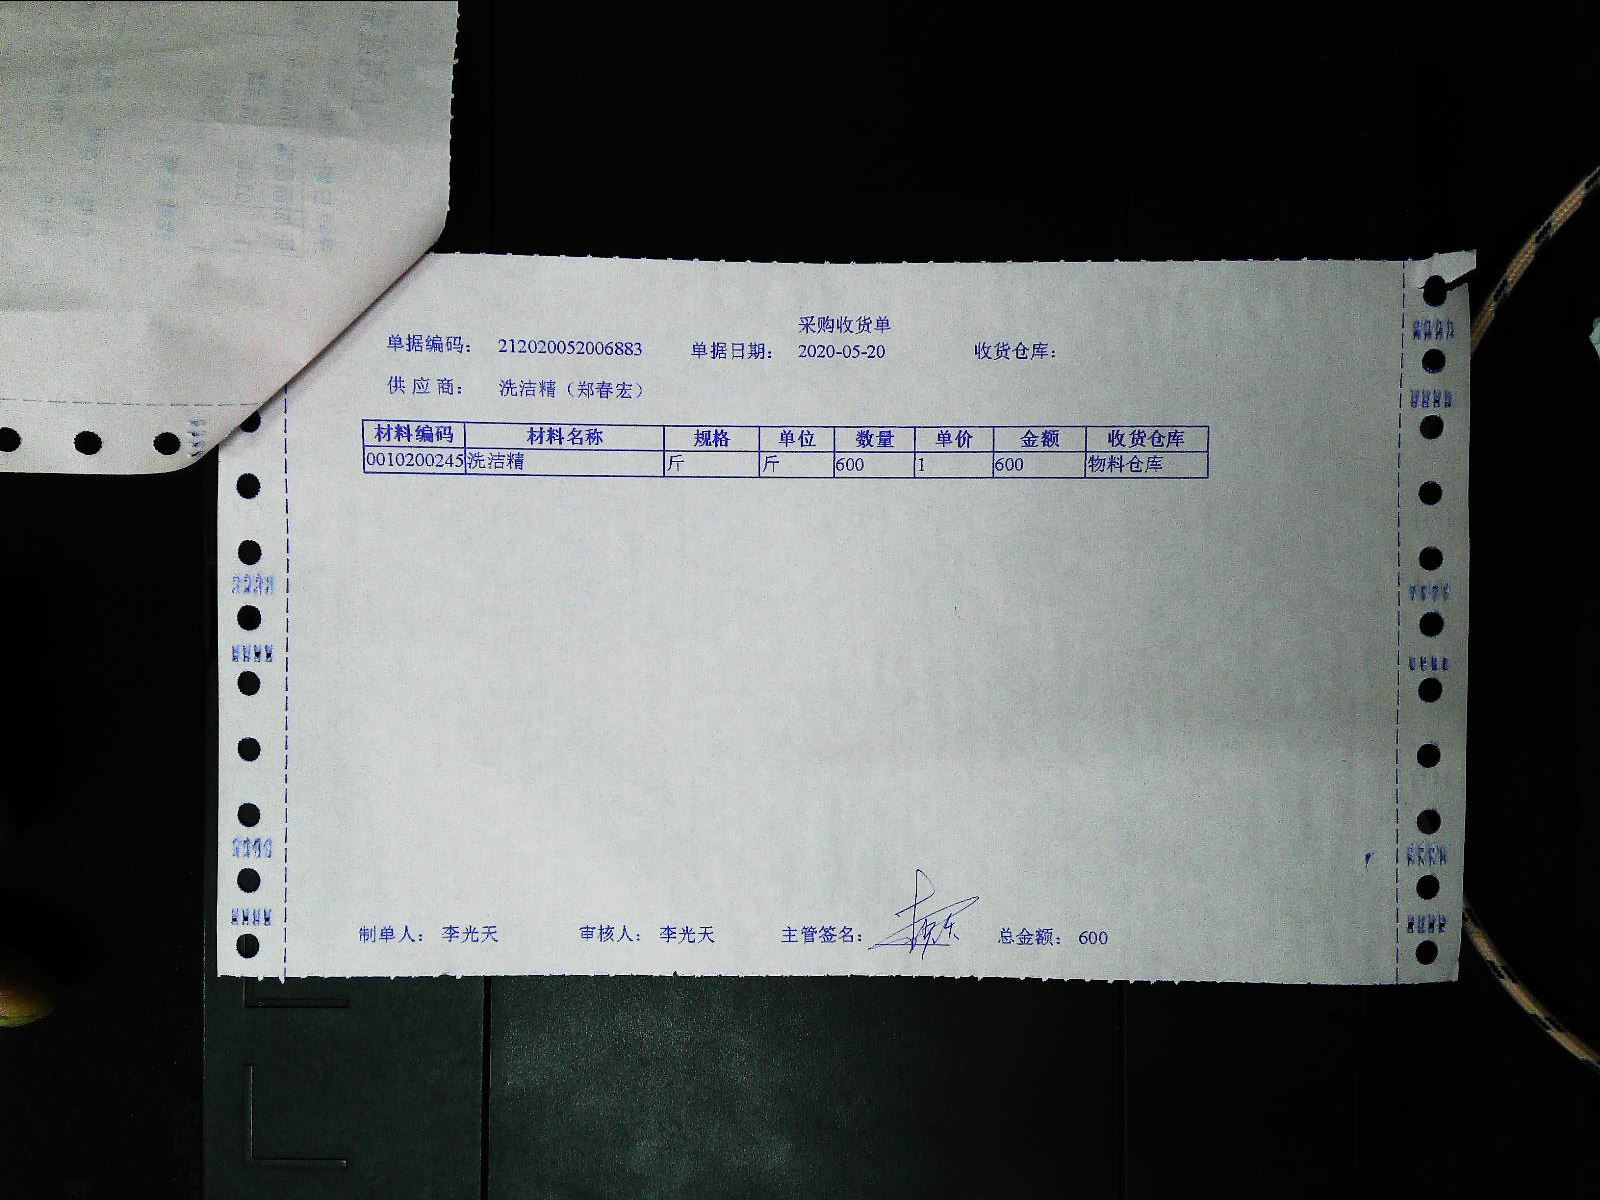 采购收货单
单据编码： 212020052006883 单据日期： 2020-05-20 收货仓库：
供 应 商： 洗洁精（郑春宏）
材料编码 材料名称 规格 单位 数量 单价 金额 收货仓库
0010200245 洗洁精 斤 斤 600 1 600 物料仓库
制单人： 李光天 审核人： 李光天 主管签名： 总金额： 600